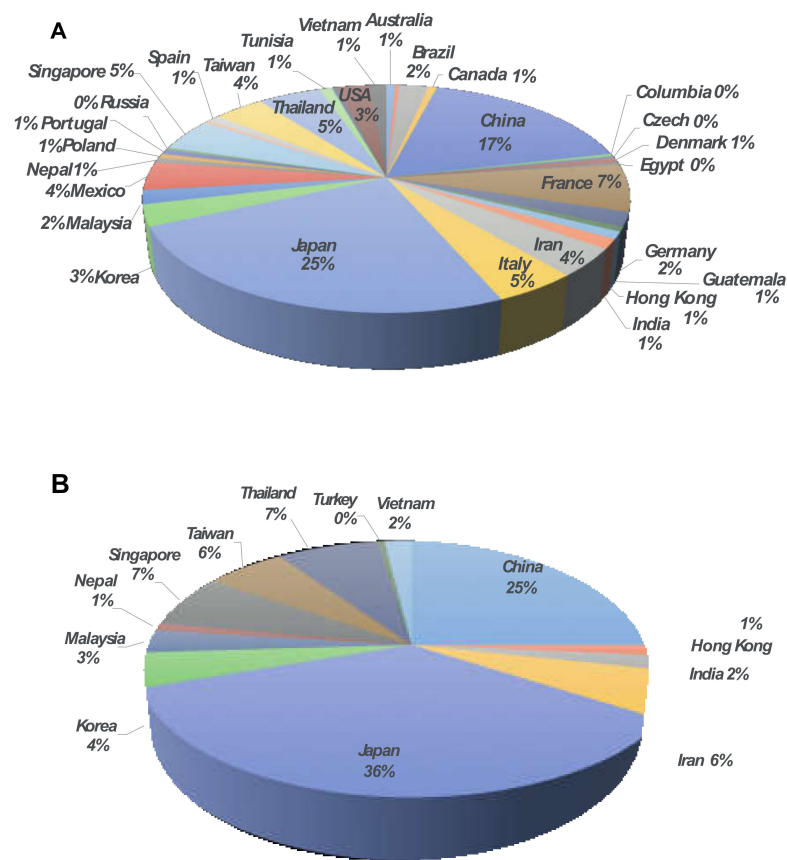 A
Vietnam
1%
Australia
1%
Brazil
2%
Canada 1%
Tunisia
1%
Spain
1%
Taiwan
4%
Singapore 5%
USA
3%
Thailand
5%
China
17%
Columbia 0%
Czech 0%
Denmark 1%
Egypt 0%
0% Russia
1% Portugal
1%Poland
Nepal1%
4%Mexico
2%Malaysia
3%Korea
France 7%
Japan
25%
Italy
5%
Iran
4%
Germany
2%
Guatemala
1%
Hong Kong
1%
India
1%
B
Thailand
7%
Turkey
0%
Vietnam
2%
Taiwan
6%
Singapore
7%
Nepal
1%
Malaysia
3%
Korea
4%
China
25%
1%
Hong Kong
India 2%
Iran 6%
Japan
36%